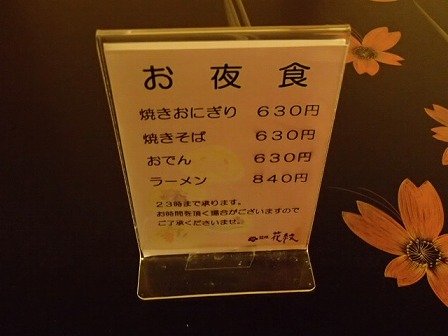 お夜食
焼きおにぎり　６３０円
焼きそば　６３０円
おでん　６３０円
ラーメン　８４０円
２３時まで承ります。
お時間を頂く場合がございますので
ご了承くださいませ。
花紋